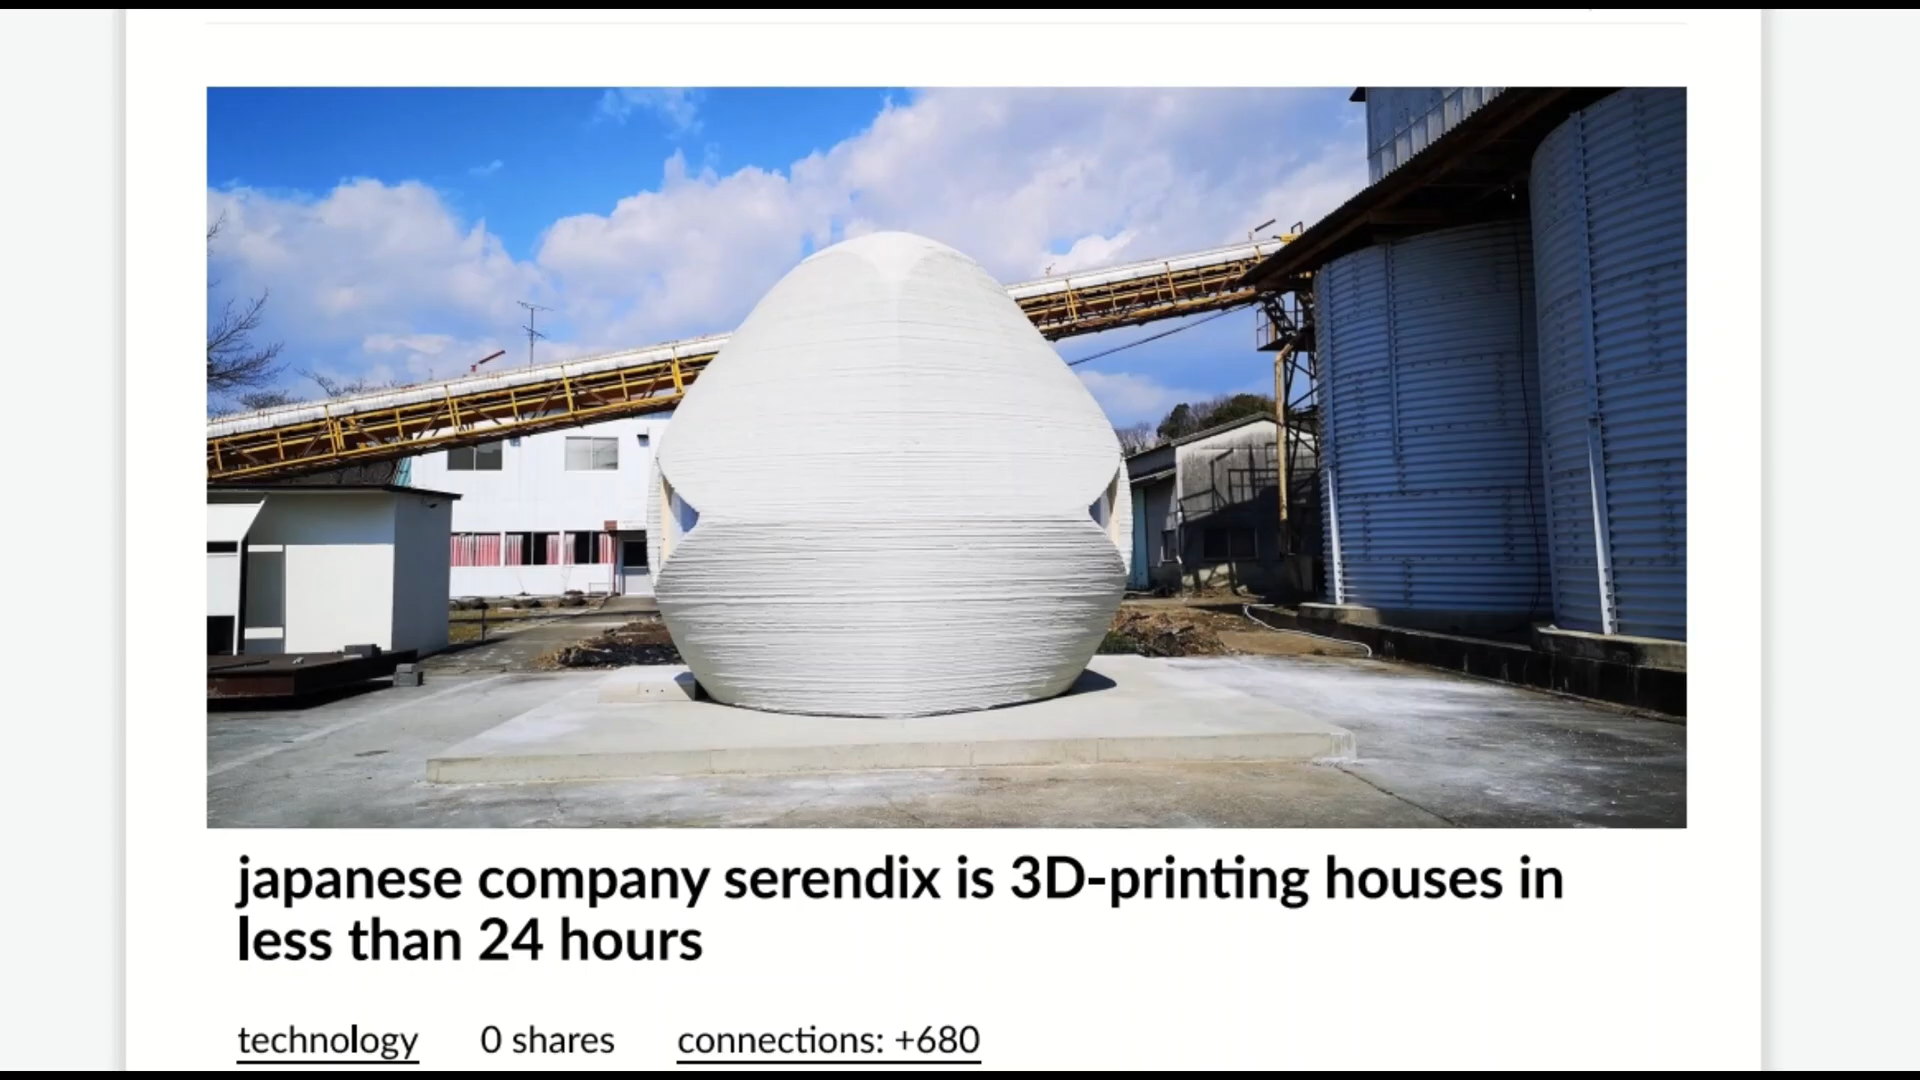 japanese company serendix is 3D-printing houses in
less than 24 hours
technology 0 shares connections: +680